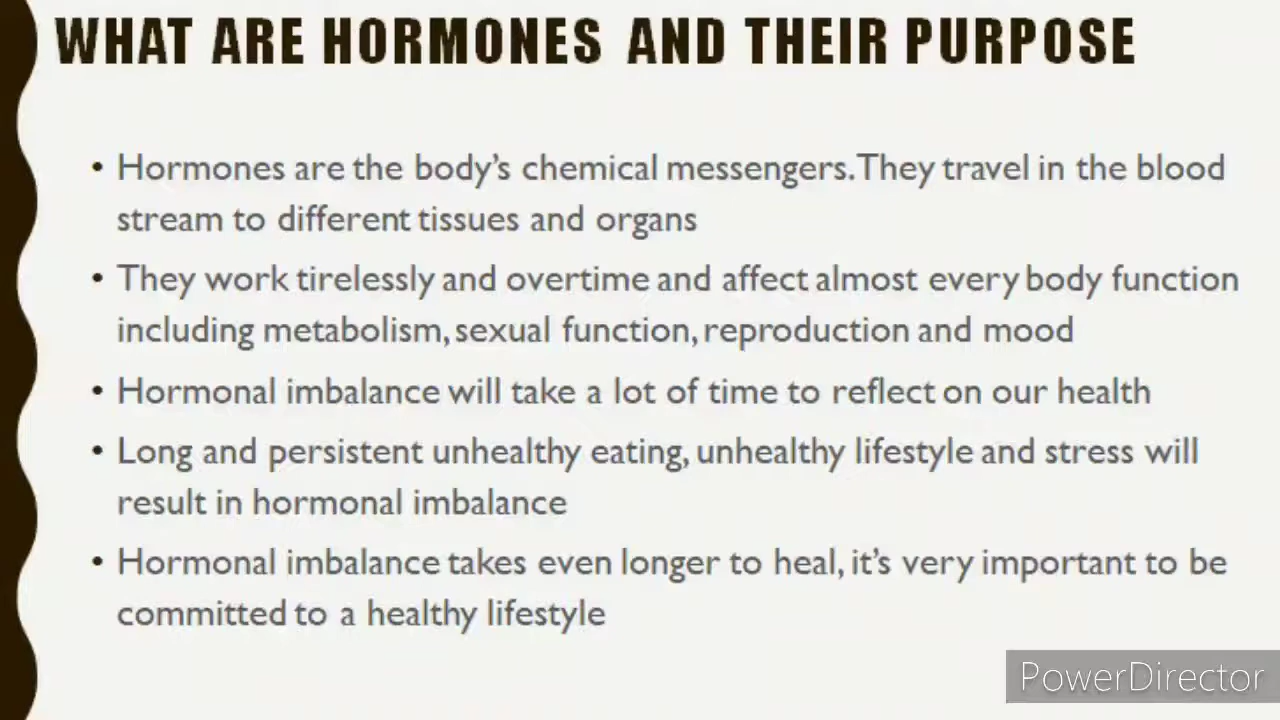 WHAT ARE HORMONES AND THEIR PURPOSE
• Hormones are the body's chemical messengers. They travel in the blood
stream to different tissues and organs
• They work tirelessly and overtime and affect almost every body function
including metabolism, sexual function, reproduction and mood
• Hormonal imbalance will take a lot of time to reflect on our health
• Long and persistent unhealthy eating, unhealthy lifestyle and stress will
result in hormonal imbalance
• Hormonal imbalance takes even longer to heal, it's very important to be
committed to a healthy lifestyle
PowerDirector